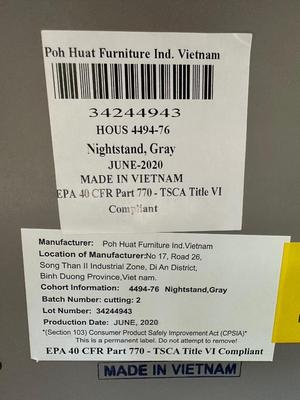 Poh Huat Furniture Ind. Vietnam
34244943
HOUS 4494-76
Nightstand, Gray
JUNE-2020
MADE IN VIETNAM
EPA 40 CFR Part 770 - TSCA Title VI
Compliant
Manufacturer: Poh Huat Furniture Ind.Vietnam
Location of Manufacturer:No 17, Road 26,
Song Than II Industrial Zone, Di An District,
Binh Duong Province,Viet nam.
Cohort Information: 4494-76 Nightstand,Gray
Batch Number: cutting: 2
Lot Number: 34244943
Production Date: JUNE, 2020
"(Section 103) Consumer Product Safety Improvement Act (CPSIA)"
This is a permanent label. Do not attempt to remove!
EPA 40 CFR Part 770 - TSCA Title VI Compliant
MADE IN VIETNAM